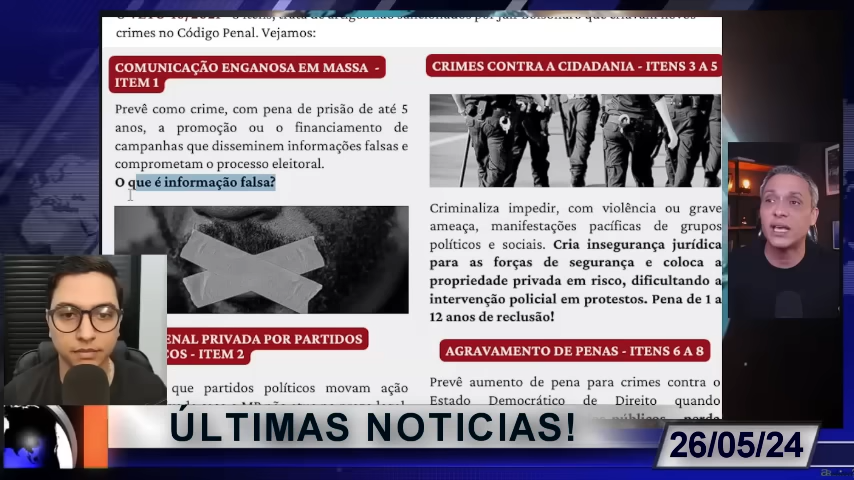 crimes no Código Penal. Vejamos:
COMUNICAÇÃO ENGANOSA EM MASSA -
ITEM 1
Prevê como crime, com pena de prisão de até 5
anos, a promoção ou o financiamento de
campanhas que disseminem informações falsas e
comprometam o processo eleitoral.
O que é informação falsa?
ENAL PRIVADA POR PARTIDOS
COS - ITEM 2
que partidos políticos movam ação
CRIMES CONTRA A CIDADANIA - ITENS 3 A 5
Criminaliza impedir, com violência ou grave
ameaça, manifestações pacíficas de grupos
políticos e sociais. Cria insegurança jurídica
para as forças de segurança e coloca a
propriedade privada em risco, dificultando a
intervenção policial em protestos. Pena de 1 a
12 anos de reclusão!
AGRAVAMENTO DE PENAS - ITENS 6 A 8
Prevê aumento de pena para crimes contra o
Estado Democrático de Direito quando
ÚLTIMAS NOTICIAS!
26/05/24